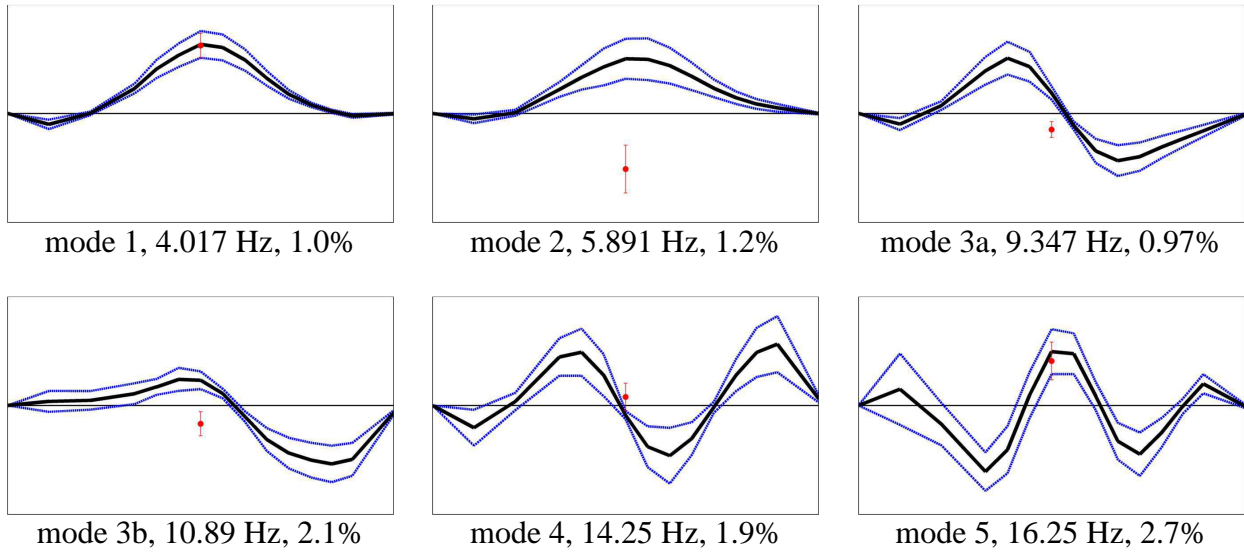 mode 1, 4.017 Hz, 1.0%
mode 2, 5.891 Hz, 1.2%
mode 3a, 9.347 Hz, 0.97%
mode 3b, 10.89 Hz, 2.1%
mode 4, 14.25 Hz, 1.9%
mode 5, 16.25 Hz, 2.7%